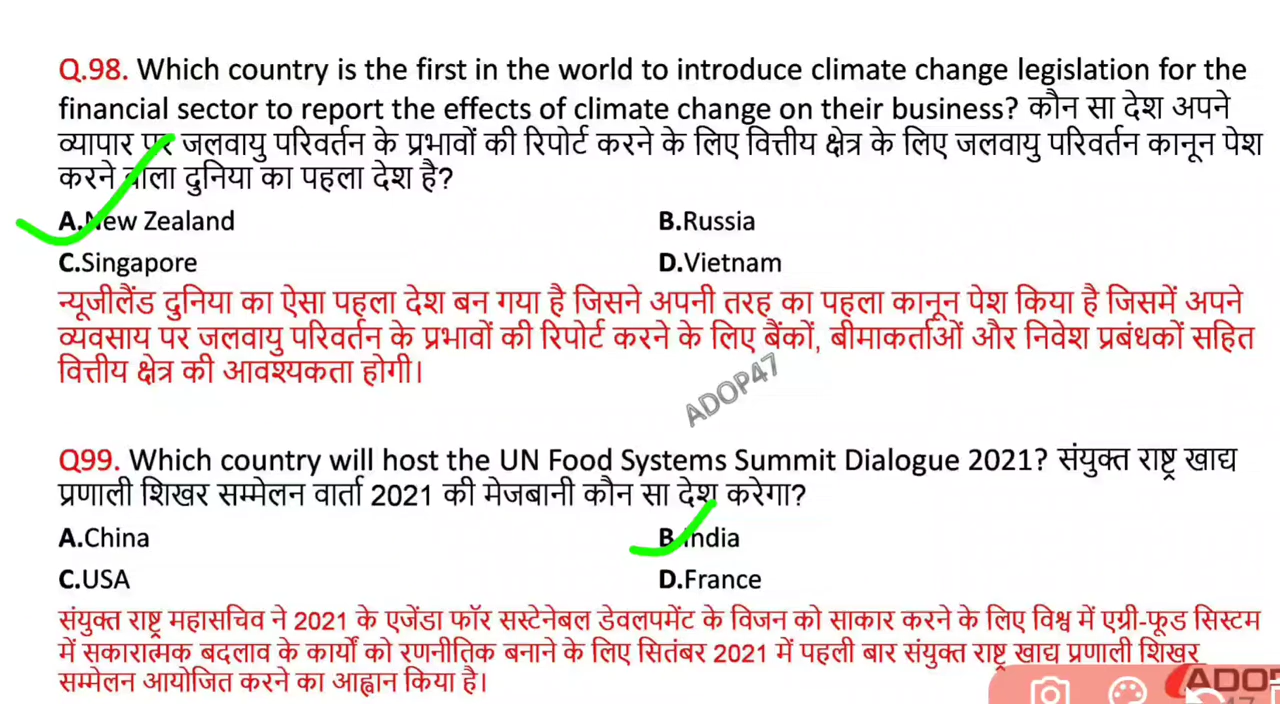 Q.98. Which country is the first in the world to introduce climate change legislation for the
financial sector to report the effects of climate change on their business? कौन सा देश अपने
व्यापार पर जलवायु परिवर्तन के प्रभावों की रिपोर्ट करने के लिए वित्तीय क्षेत्र के लिए जलवायु परिवर्तन कानून पेश
करने वाला दुनिया का पहला देश है?
A.New Zealand B.Russia
C.Singapore D.Vietnam
न्यूजीलैंड दुनिया का ऐसा पहला देश बन गया है जिसने अपनी तरह का पहला कानून पेश किया है जिसमें अपने
व्यवसाय पर जलवायु परिवर्तन के प्रभावों की रिपोर्ट करने के लिए बैंकों, बीमाकर्ताओं और निवेश प्रबंधकों सहित
वित्तीय क्षेत्र की आवश्यकता होगी।
ADOP47
Q99. Which country will host the UN Food Systems Summit Dialogue 2021? संयुक्त राष्ट्र खाद्य
प्रणाली शिखर सम्मेलन वार्ता 2021 की मेजबानी कौन सा देश करेगा?
A.China B.India
C.USA D.France
संयुक्त राष्ट्र महासचिव ने 2021 के एजेंडा फॉर सस्टेनेबल डेवलपमेंट के विजन को साकार करने के लिए विश्व में एग्री-फूड सिस्टम
में सकारात्मक बदलाव के कार्यों को रणनीतिक बनाने के लिए सितंबर 2021 में पहली बार संयुक्त राष्ट्र खाद्य प्रणाली शिखर
सम्मेलन आयोजित करने का आह्वान किया है।